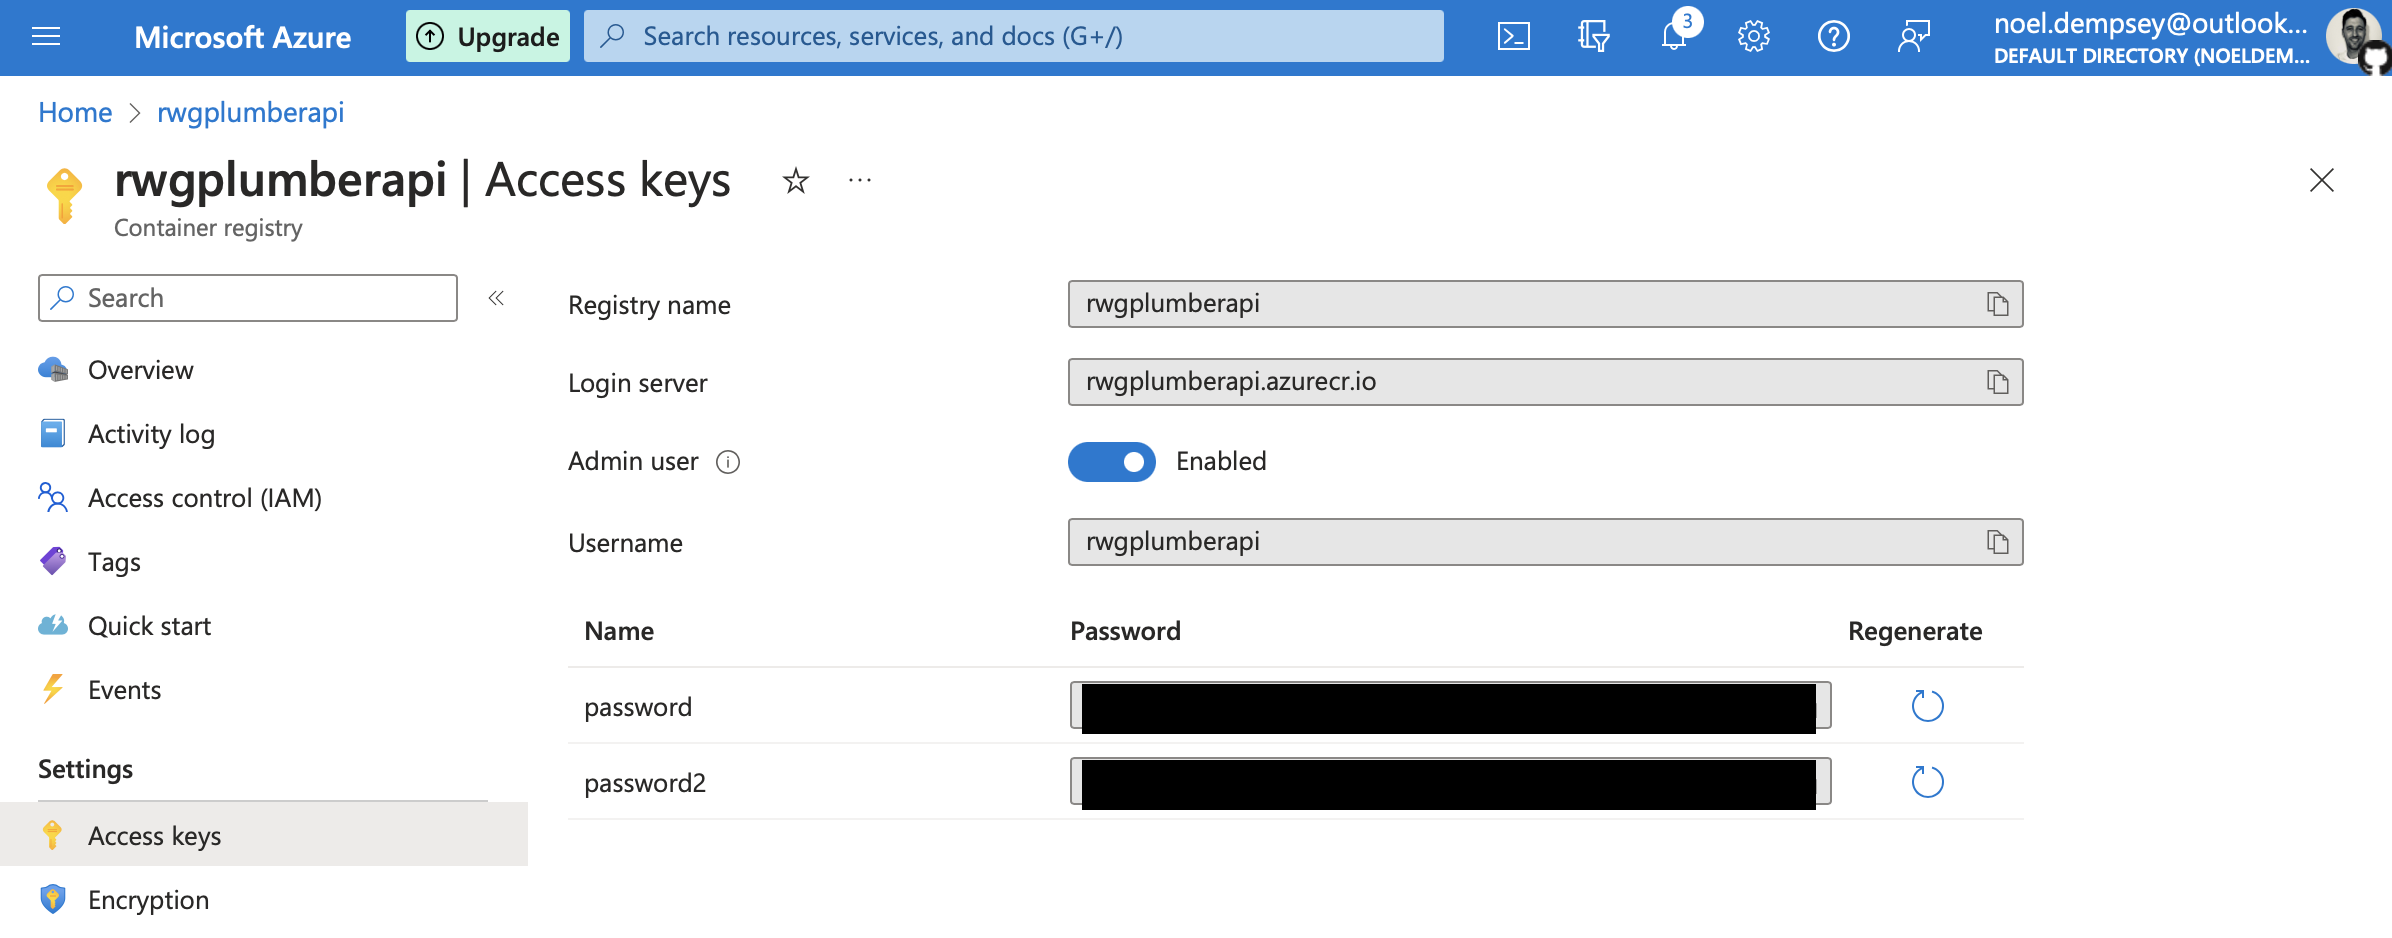 Microsoft Azure
Upgrade
Search resources, services, and docs (G+/)
3
noel.dempsey@outlook...
DEFAULT DIRECTORY (NOELDEM...
Home > rwgplumberapi
rwgplumberapi | Access keys
...
Container registry
Search
«
Overview
Activity log
Access control (IAM)
Tags
Quick start
Events
Settings
Access keys
Encryption
Registry name
rwgplumberapi
Login server
rwgplumberapi.azurecr.io
Admin user
Enabled
Username
rwgplumberapi
Name Password Regenerate
password
password2